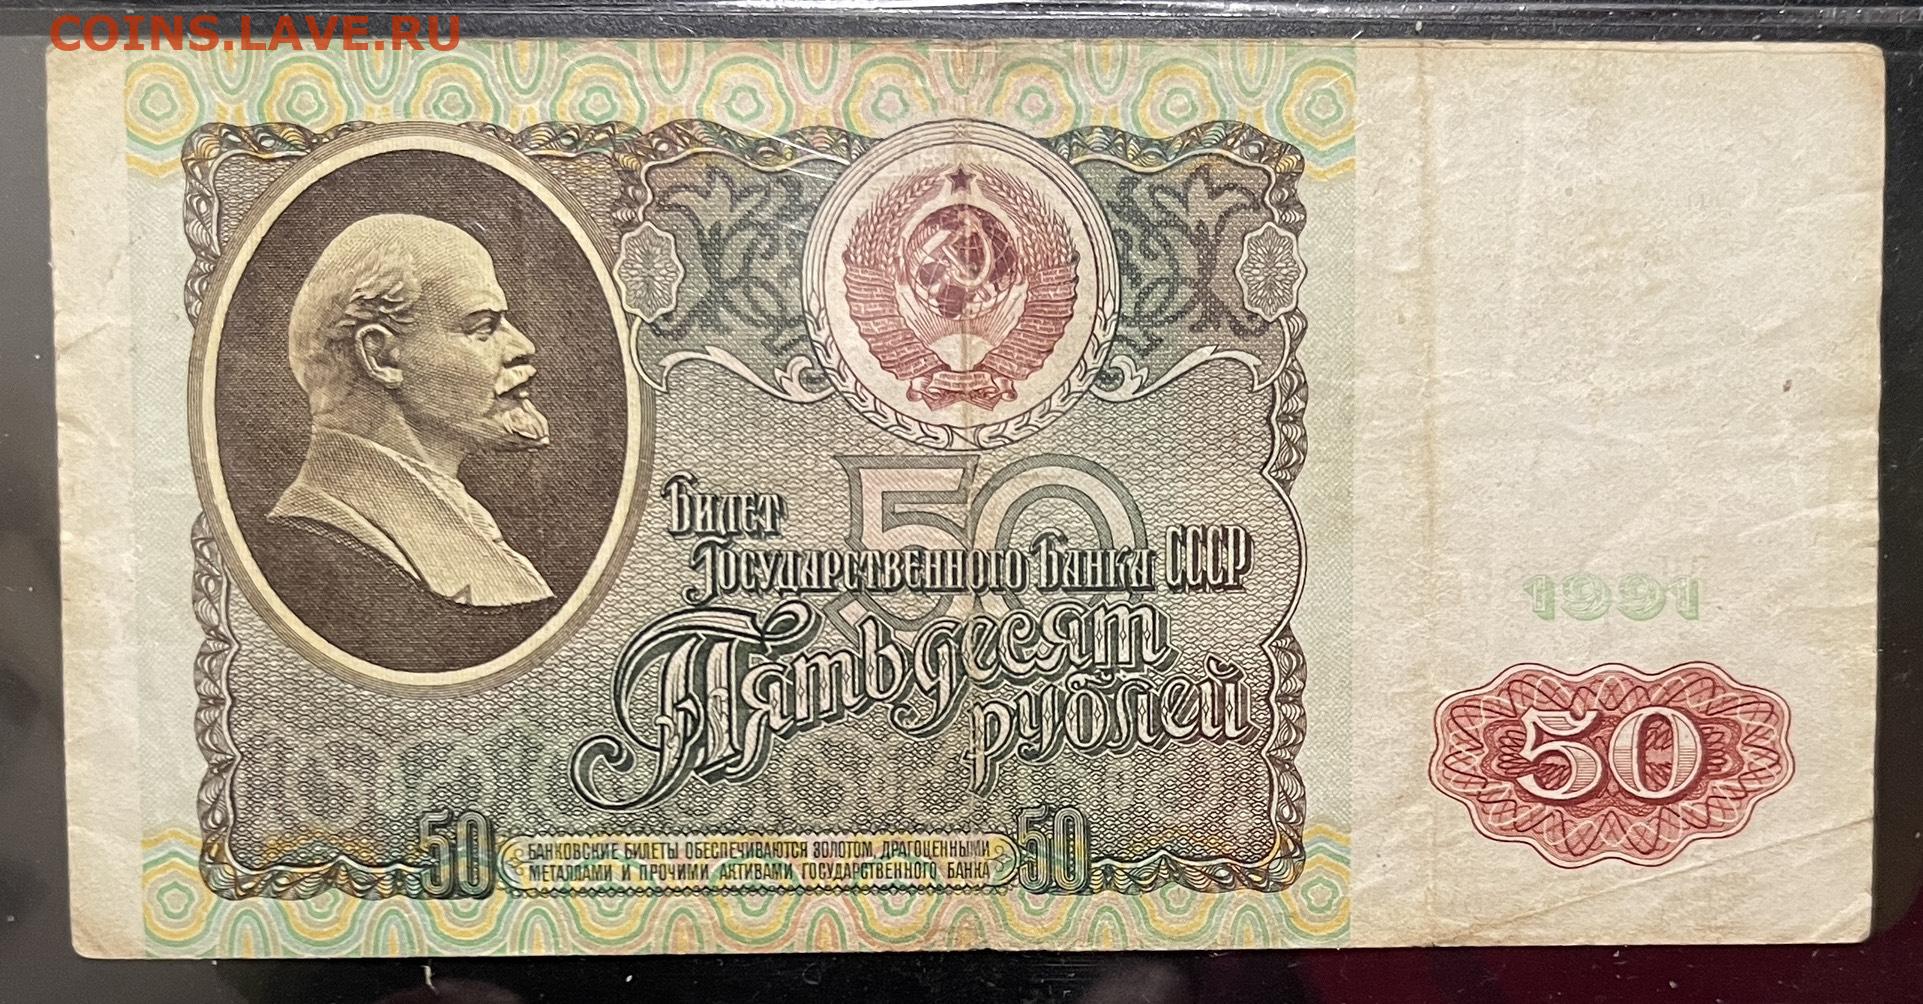 COINS.LAVE.RU
50
Билет
Государственного Банка СССР
Пятьдесят
рублей
1991
50
50
БАНКОВСКИЕ БИЛЕТЫ ОБЕСПЕЧИВАЮТСЯ ЗОЛОТОМ, ДРАГОЦЕННЫМИ
МЕТАЛЛАМИ И ПРОЧИМИ АКТИВАМИ ГОСУДАРСТВЕННОГО БАНКА
50